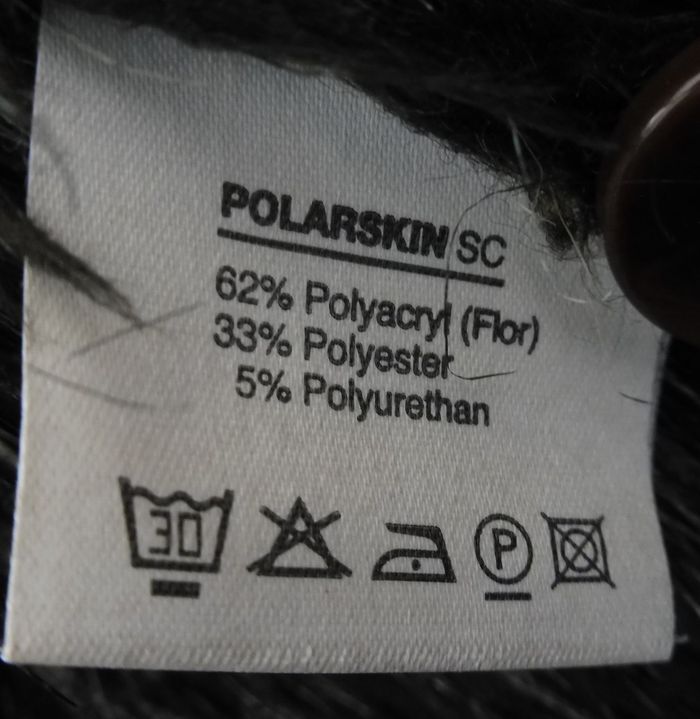 POLARSKIN SC
62% Polyacryl (Flor)
33% Polyester
5% Polyurethan
30 P